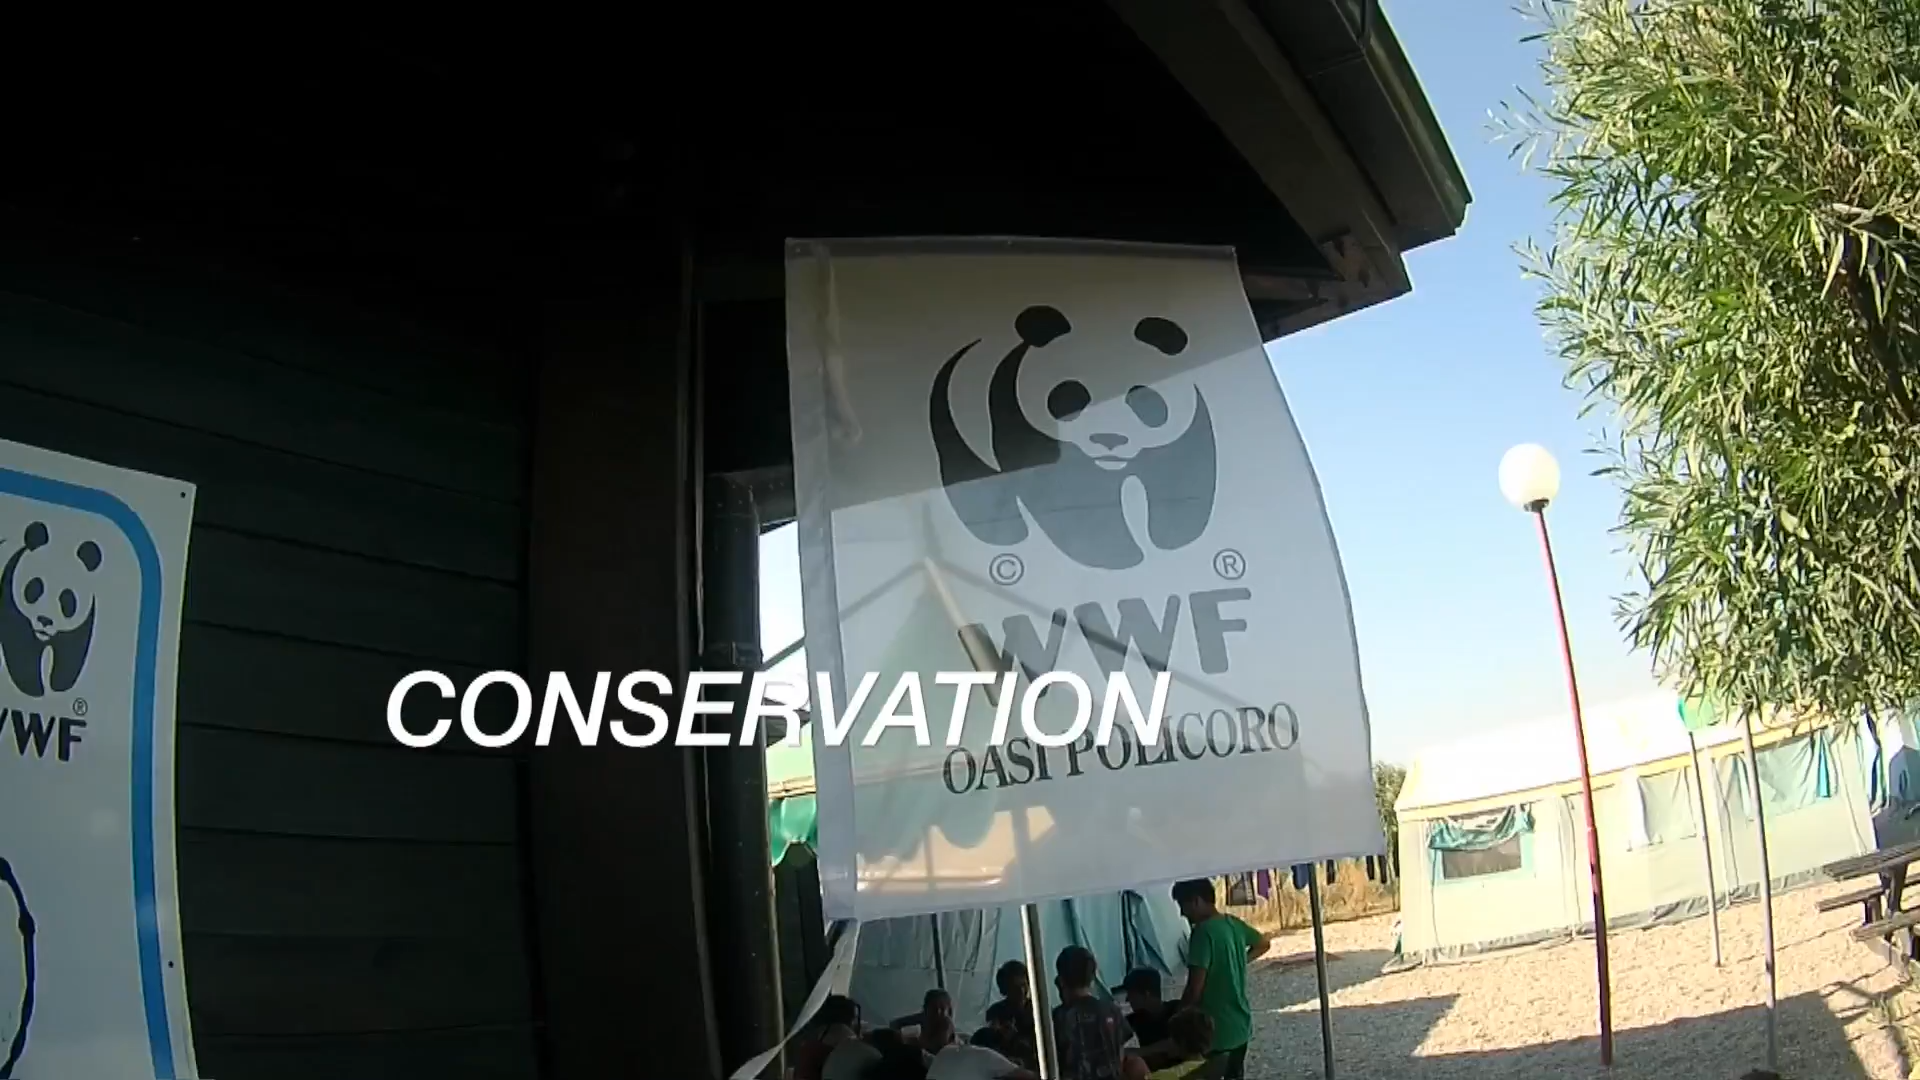 © ®
WWF
CONSERVATION
OASI POLICORO
®
WWF